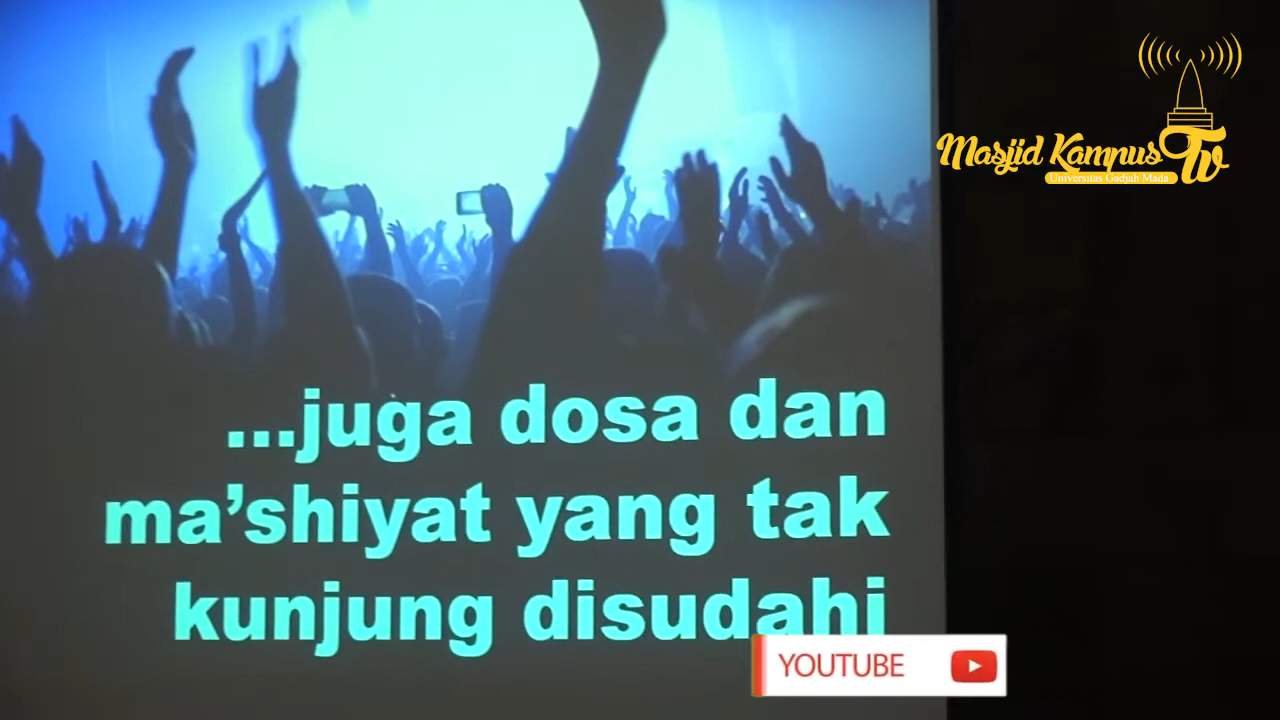 Masjid Kampus Tv
Universitas Gadjah Mada
...juga dosa dan
ma'shiyat yang tak
kunjung disudahi
YOUTUBE